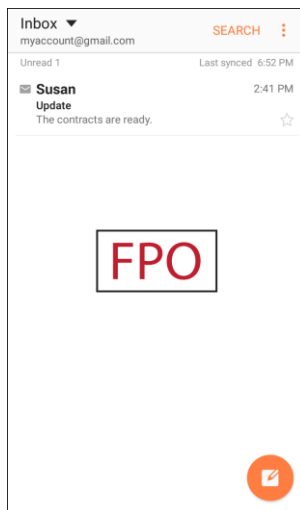 Inbox
SEARCH
myaccount@gmail.com
Unread 1
Last synced 6:52 PM
Susan
2:41 PM
Update
The contracts are ready.
FPO